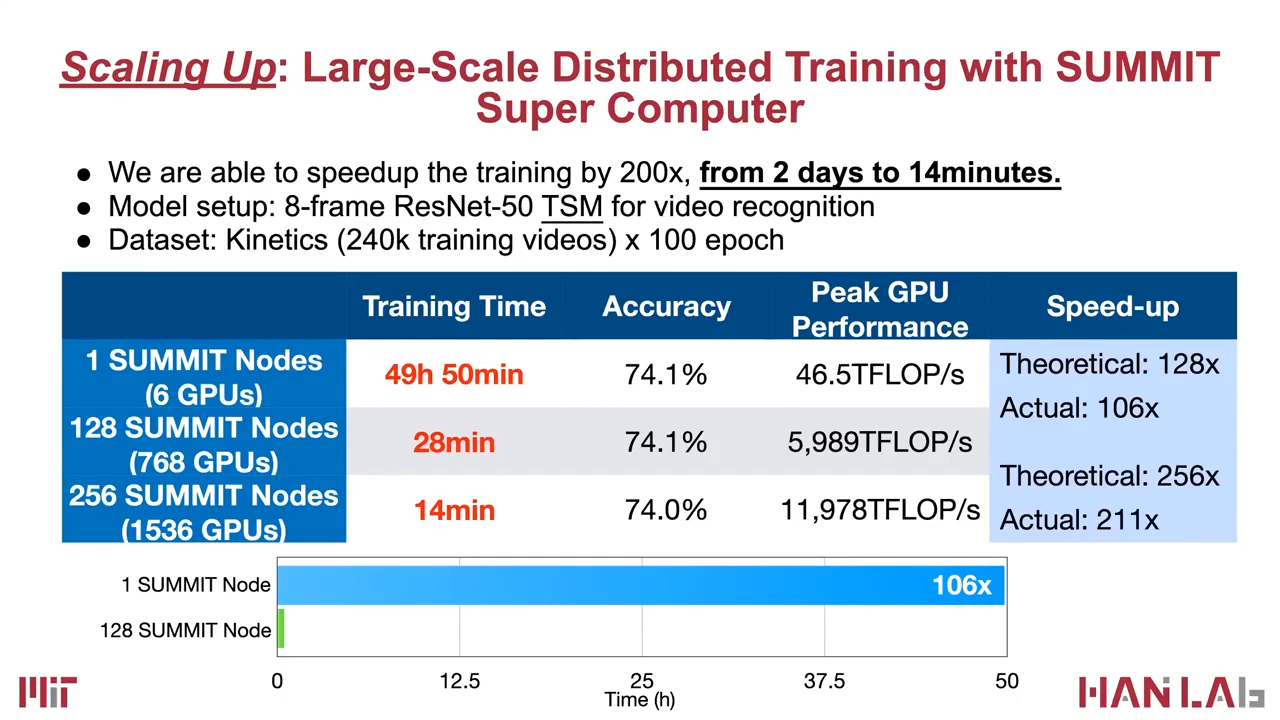 Scaling Up: Large-Scale Distributed Training with SUMMIT
Super Computer
● We are able to speedup the training by 200x, from 2 days to 14minutes.
● Model setup: 8-frame ResNet-50 TSM for video recognition
● Dataset: Kinetics (240k training videos) x 100 epoch
Training Time Accuracy Peak GPU Performance Speed-up
1 SUMMIT Nodes
(6 GPUs)
49h 50min 74.1% 46.5TFLOP/s
Theoretical: 128x
Actual: 106x
128 SUMMIT Nodes
(768 GPUs)
28min 74.1% 5,989TFLOP/s
256 SUMMIT Nodes
(1536 GPUs)
14min 74.0% 11,978TFLOP/s
Theoretical: 256x
Actual: 211x
1 SUMMIT Node 106x
128 SUMMIT Node
0 12.5 25 37.5 50
Time (h)
MIT HAN LAB